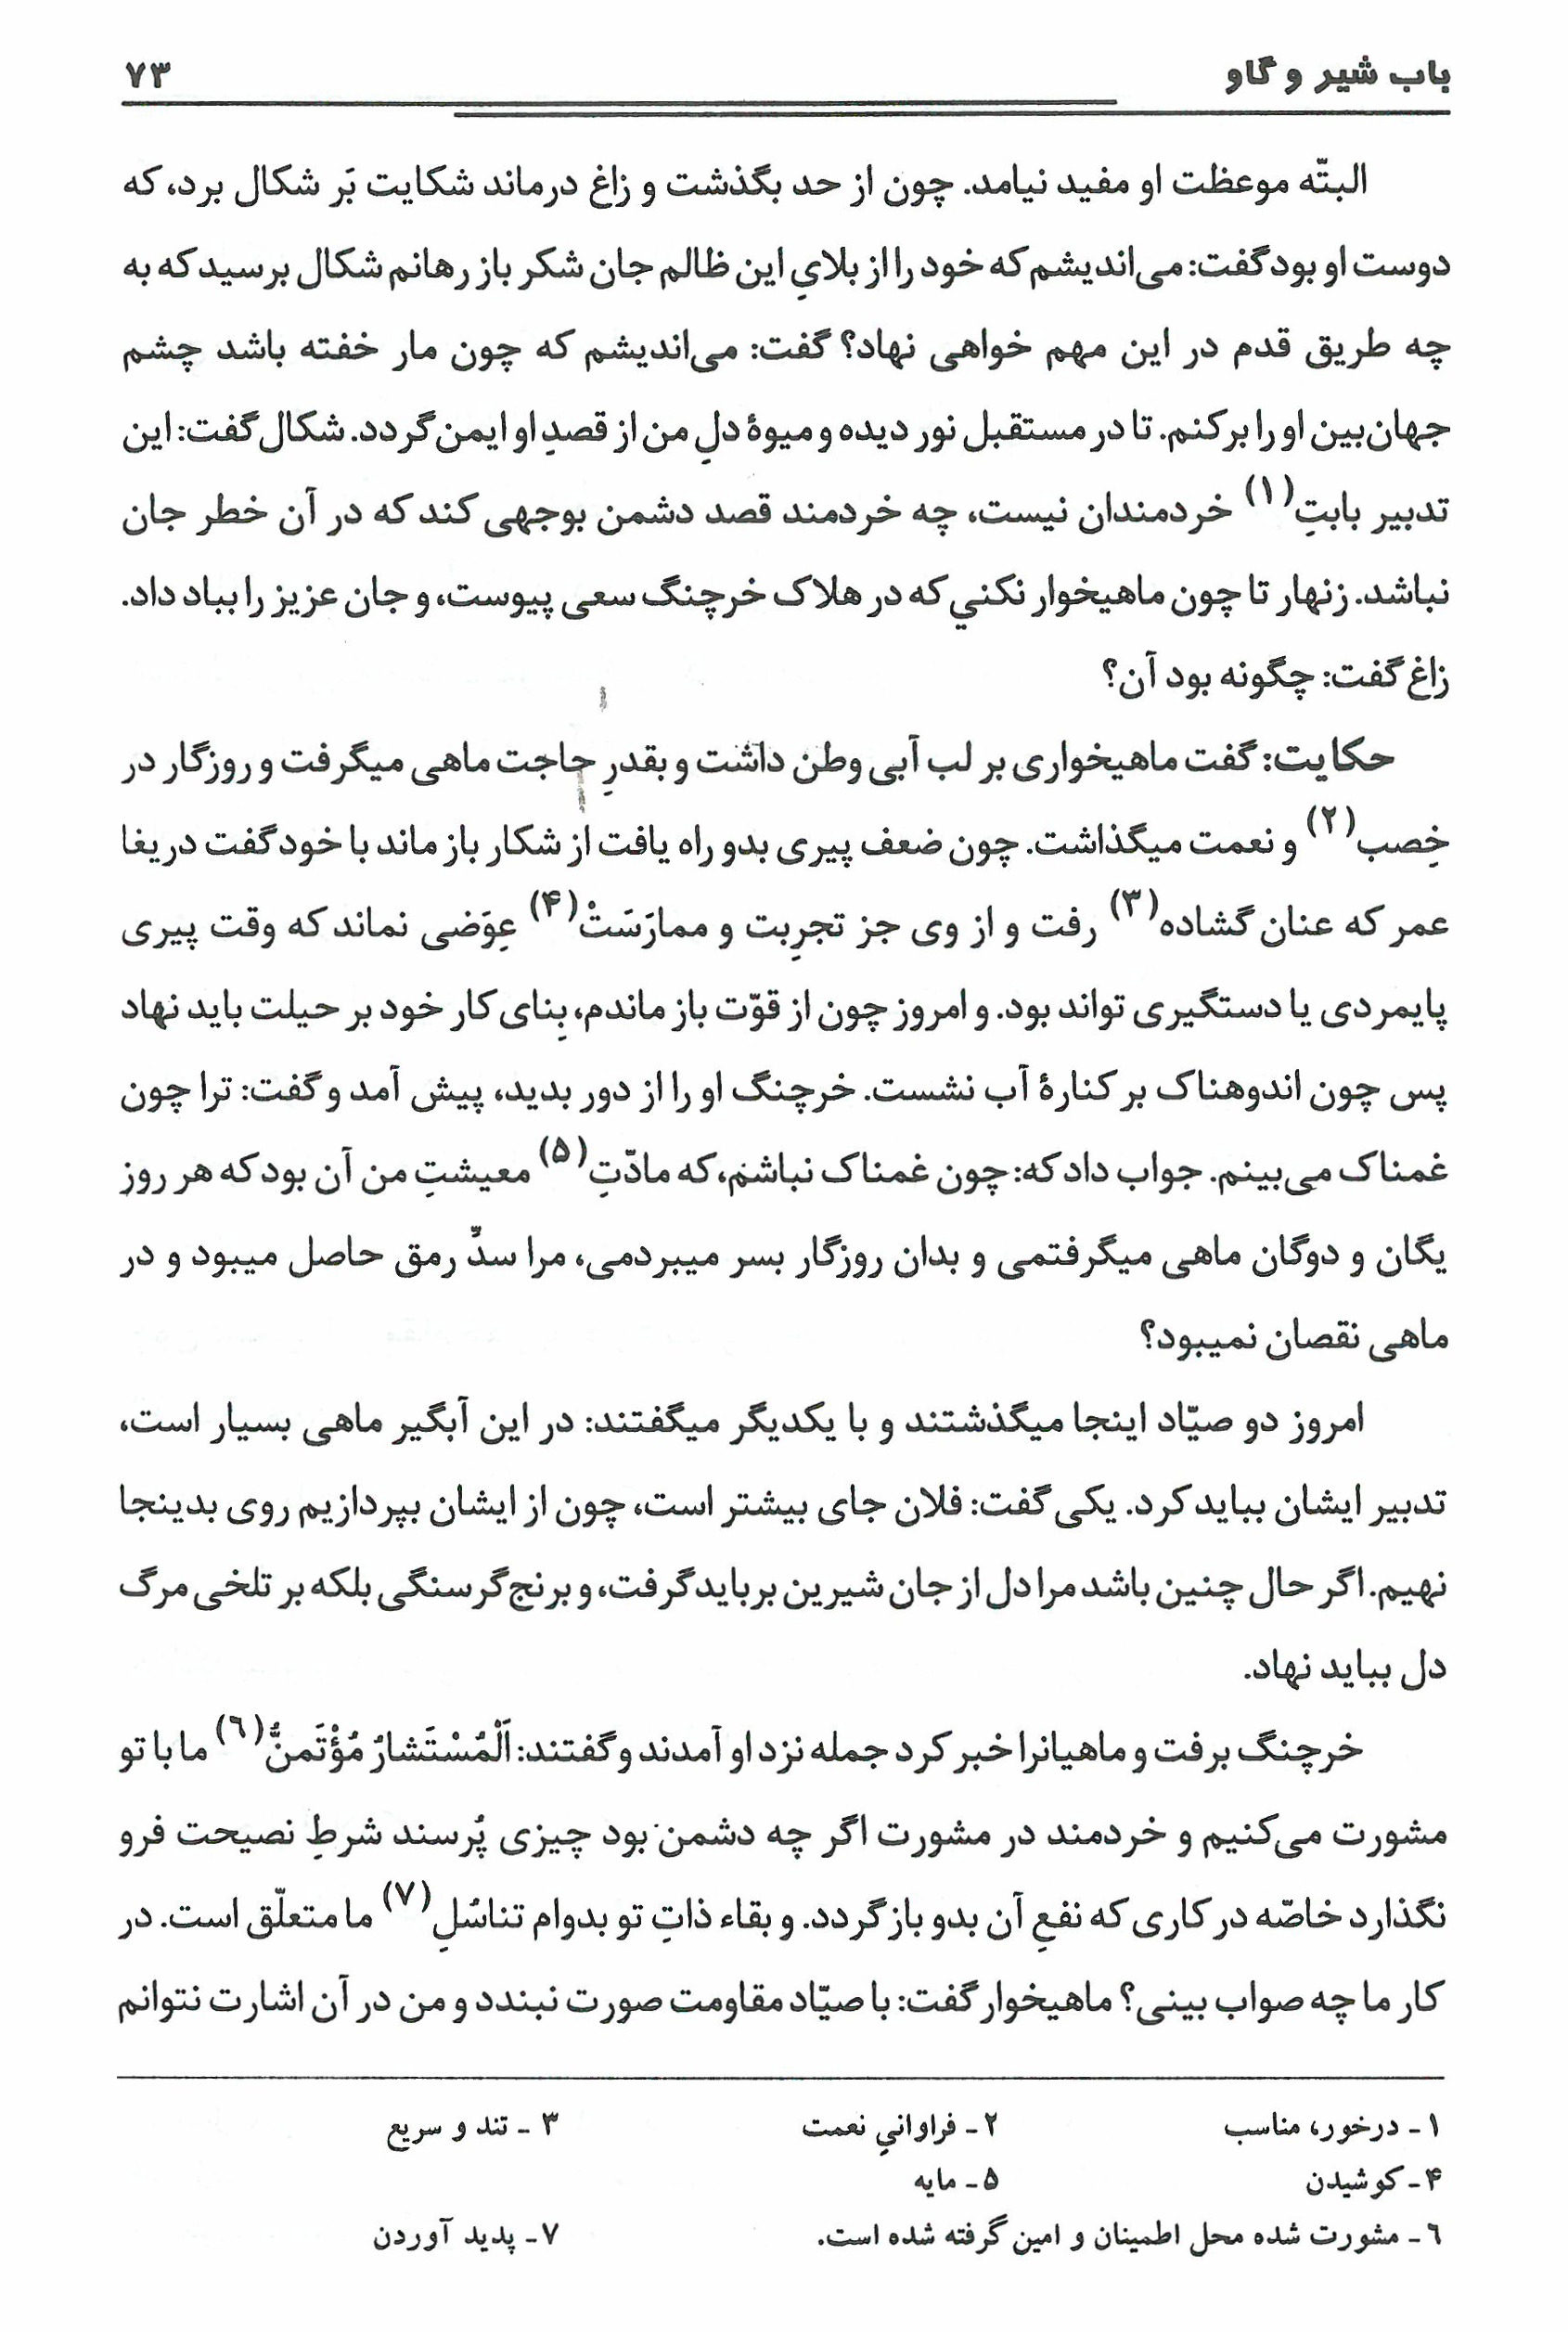 باب شیر و گاو ۷۳
البتّه موعظت او مفید نیامد. چون از حد بگذشت و زاغ درماند شکایت بَر شکال برد، که
دوست او بود گفت: می‌اندیشم که خود را از بلایِ این ظالم جان شکر باز رهانم شکال برسید که به
چه طریق قدم در این مهم خواهی نهاد؟ گفت: می‌اندیشم که چون مار خفته باشد چشم
جهان‌بین او را برکنم. تا در مستقبل نور دیده و میوهٔ دلِ من از قصدِ او ایمن گردد. شکال گفت: این
تدبیر بابتِ(۱) خردمندان نیست، چه خردمند قصد دشمن بوجهی کند که در آن خطر جان
نباشد. زنهار تا چون ماهیخوار نکني که در هلاک خرچنگ سعی پیوست، و جان عزیز را بباد داد.
زاغ گفت: چگونه بود آن؟
حکایت: گفت ماهیخواری بر لب آبی وطن داشت و بقدرِ حاجت ماهی میگرفت و روزگار در
خِصب(۲) و نعمت میگذاشت. چون ضعف پیری بدو راه یافت از شکار باز ماند با خود گفت دریغا
عمر که عنان گشاده(۳) رفت و از وی جز تجرِبت و ممارَسَتْ(۴) عِوَضی نماند که وقت پیری
پایمردی یا دستگیری تواند بود. و امروز چون از قوّت باز ماندم، بِنای کار خود بر حیلت باید نهاد
پس چون اندوهناک بر کنارهٔ آب نشست. خرچنگ او را از دور بدید، پیش آمد و گفت: ترا چون
غمناک می‌بینم. جواب داد که: چون غمناک نباشم، که مادّتِ(۵) معیشتِ من آن بود که هر روز
یگان و دوگان ماهی میگرفتمی و بدان روزگار بسر میبردمی، مرا سدِّ رمق حاصل میبود و در
ماهی نقصان نمیبود؟
امروز دو صیّاد اینجا میگذشتند و با یکدیگر میگفتند: در این آبگیر ماهی بسیار است،
تدبیر ایشان بباید کرد. یکی گفت: فلان جای بیشتر است، چون از ایشان بپردازیم روی بدینجا
نهیم. اگر حال چنین باشد مرا دل از جان شیرین برباید گرفت، و برنج گرسنگی بلکه بر تلخی مرگ
دل بباید نهاد.
خرچنگ برفت و ماهیانرا خبر کرد جمله نزد او آمدند و گفتند: اَلْمُسْتَشارُ مُؤْتَمنٌ(٦) ما با تو
مشورت می‌کنیم و خردمند در مشورت اگر چه دشمن بود چیزی پُرسند شرطِ نصیحت فرو
نگذارد خاصّه در کاری که نفعِ آن بدو باز گردد. و بقاء ذاتِ تو بدوام تناسُلِ(۷) ما متعلّق است. در
کار ما چه صواب بینی؟ ماهیخوار گفت: با صیّاد مقاومت صورت نبندد و من در آن اشارت نتوانم
۱ـ درخور، مناسب ۲ـ فراوانیِ نعمت ۳ـ تند و سریع
۴ـ کوشیدن ۵ـ مایه
٦ـ مشورت شده محل اطمینان و امین گرفته شده است. ۷ـ پدید آوردن